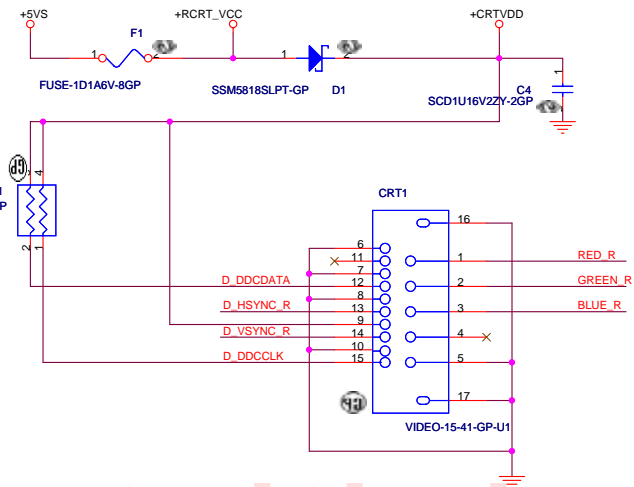 +5VS
+RCRT_VCC
+CRTVDD
F1
1
2
1
2
1
FUSE-1D1A6V-8GP
SSM5818SLPT-GP
D1
C4
SCD1U16V2ZY-2GP
3
4
P
2
1
CRT1
6
16
11
1
RED_R
7
D_DDCDATA
12
2
GREEN_R
8
D_HSYNC_R
13
3
BLUE_R
9
D_VSYNC_R
14
4
10
D_DDCCLK
15
5
17
VIDEO-15-41-GP-U1